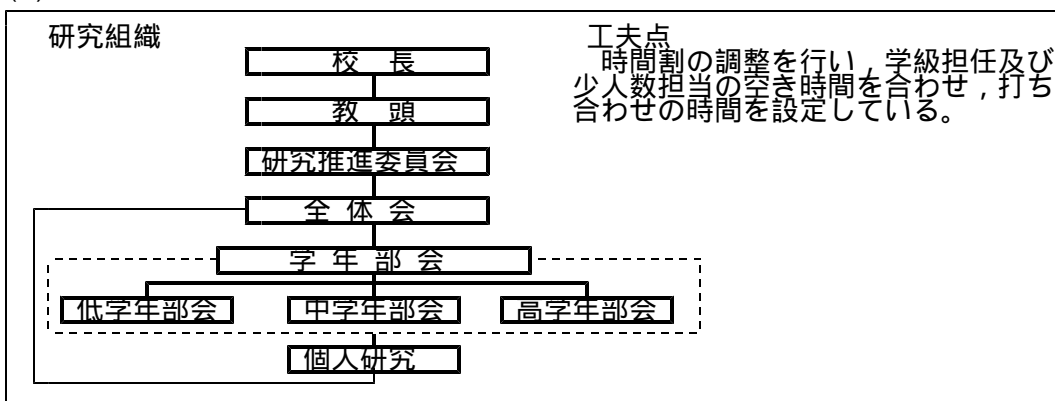 研究組織
校 長
教 頭
研究推進委員会
全 体 会
学 年 部 会
低学年部会
中学年部会
高学年部会
個人研究
工夫点
時間割の調整を行い，学級担任及び
少人数担当の空き時間を合わせ，打ち
合わせの時間を設定している。